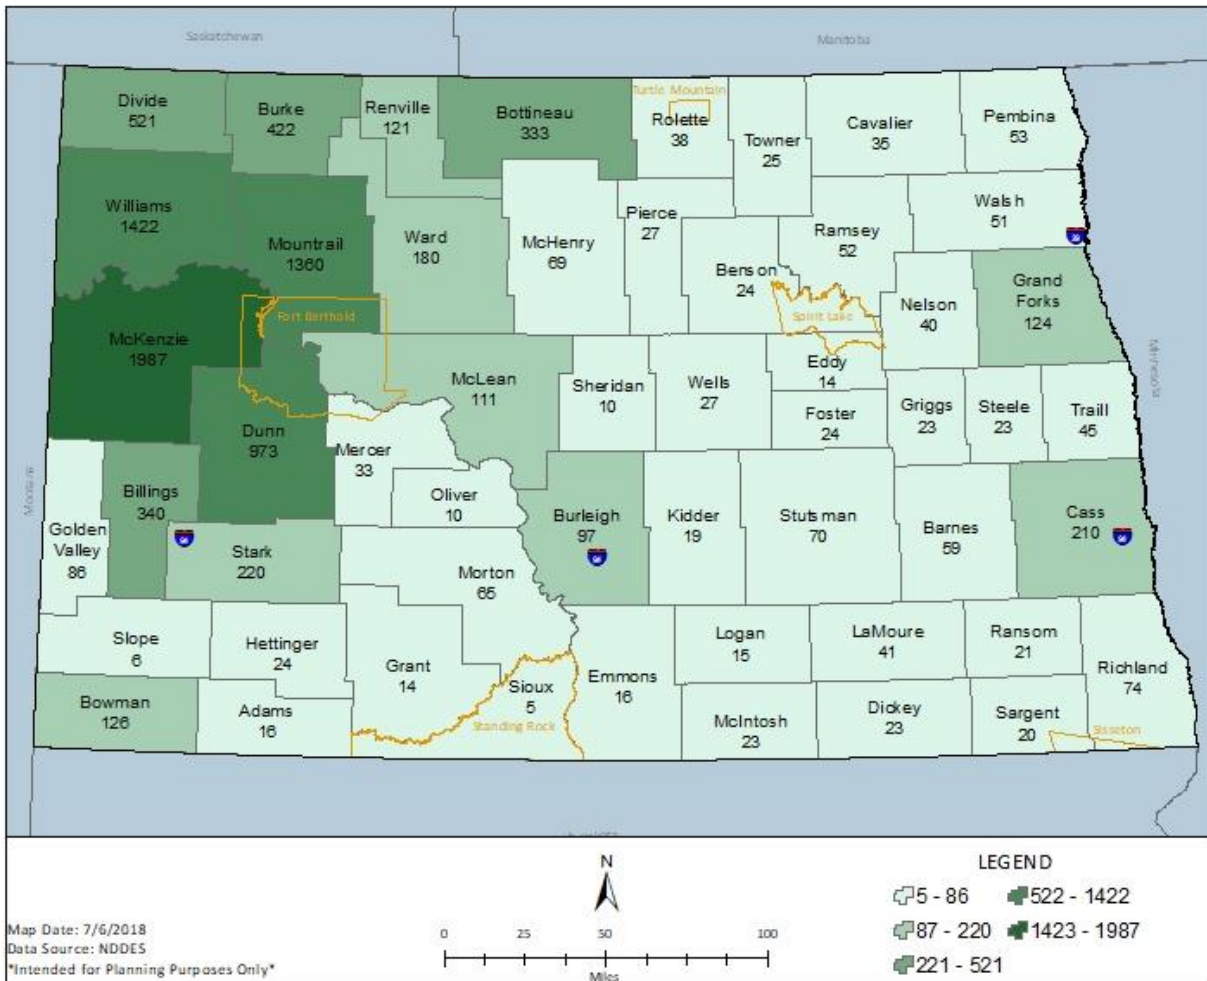 Saskatchewan
Manitoba
Divide
521
Burke
422
Renville
121
Bottineau
333
Turtle Mountain
Rolette
38
Towner
25
Cavalier
35
Pembina
53
Williams
1422
Mountrail
1360
Ward
180
McHenry
69
Pierce
27
Benson
24
Ramsey
52
Walsh
51
Nelson
40
Grand
Forks
124
McKenzie
1987
Fort Berthold
Spirit Lake
Minnesota
Dunn
973
McLean
111
Sheridan
10
Wells
27
Eddy
14
Foster
24
Griggs
23
Steele
23
Traill
45
Mercer
33
Oliver
10
Montana
Golden
Valley
86
Billings
340
Stark
220
Morton
65
Burleigh
97
Kidder
19
Stutsman
70
Barnes
59
Cass
210
Slope
6
Hettinger
24
Grant
14
Sioux
5
Standing Rock
Emmons
16
Logan
15
LaMoure
41
Ransom
21
Richland
74
Bowman
126
Adams
16
McIntosh
23
Dickey
23
Sargent
20
Sisseton
Map Date: 7/6/2018
Data Source: NDDES
*Intended for Planning Purposes Only*
N
0 25 50 100
Miles
LEGEND
5 - 86
522 - 1422
87 - 220
1423 - 1987
221 - 521